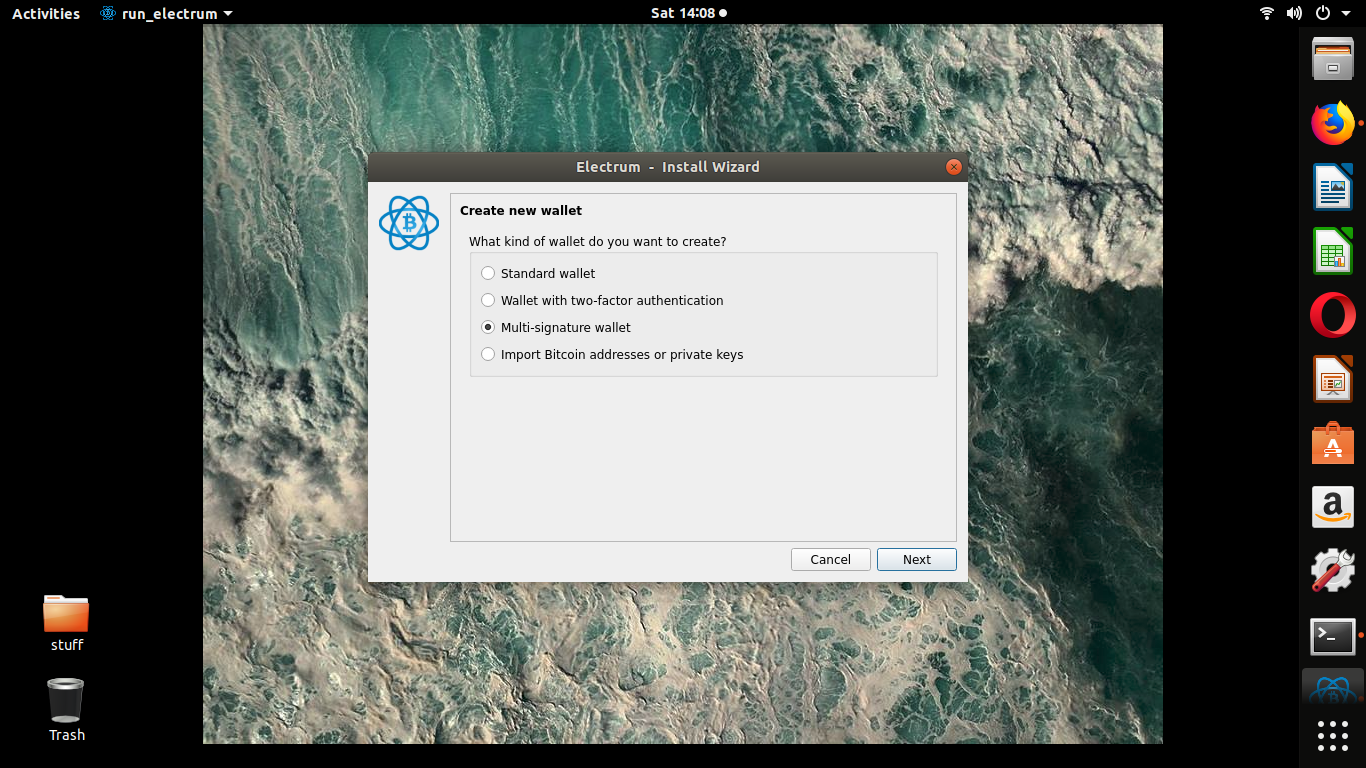 Activities run_electrum Sat 14:08
Electrum - Install Wizard
Create new wallet
What kind of wallet do you want to create?
Standard wallet
Wallet with two-factor authentication
Multi-signature wallet
Import Bitcoin addresses or private keys
Cancel Next
stuff
Trash